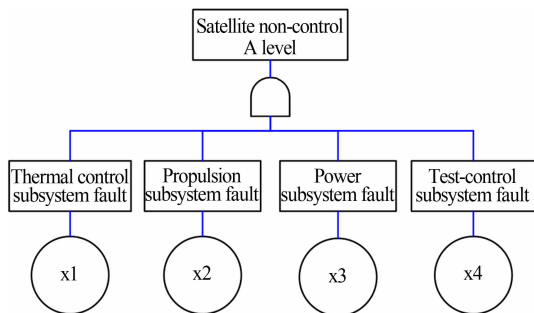 Satellite non-control
A level
Thermal control
subsystem fault
Propulsion
subsystem fault
Power
subsystem fault
Test-control
subsystem fault
x1
x2
x3
x4